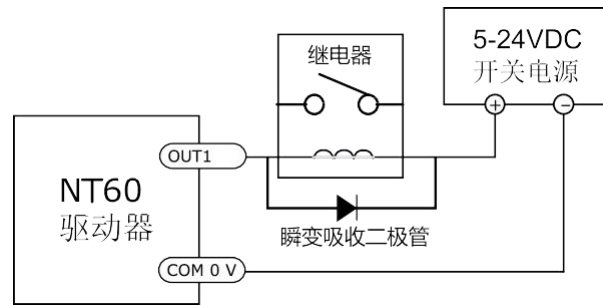 继电器
5-24VDC
开关电源
+
−
OUT1
NT60
驱动器
瞬变吸收二极管
COM 0 V